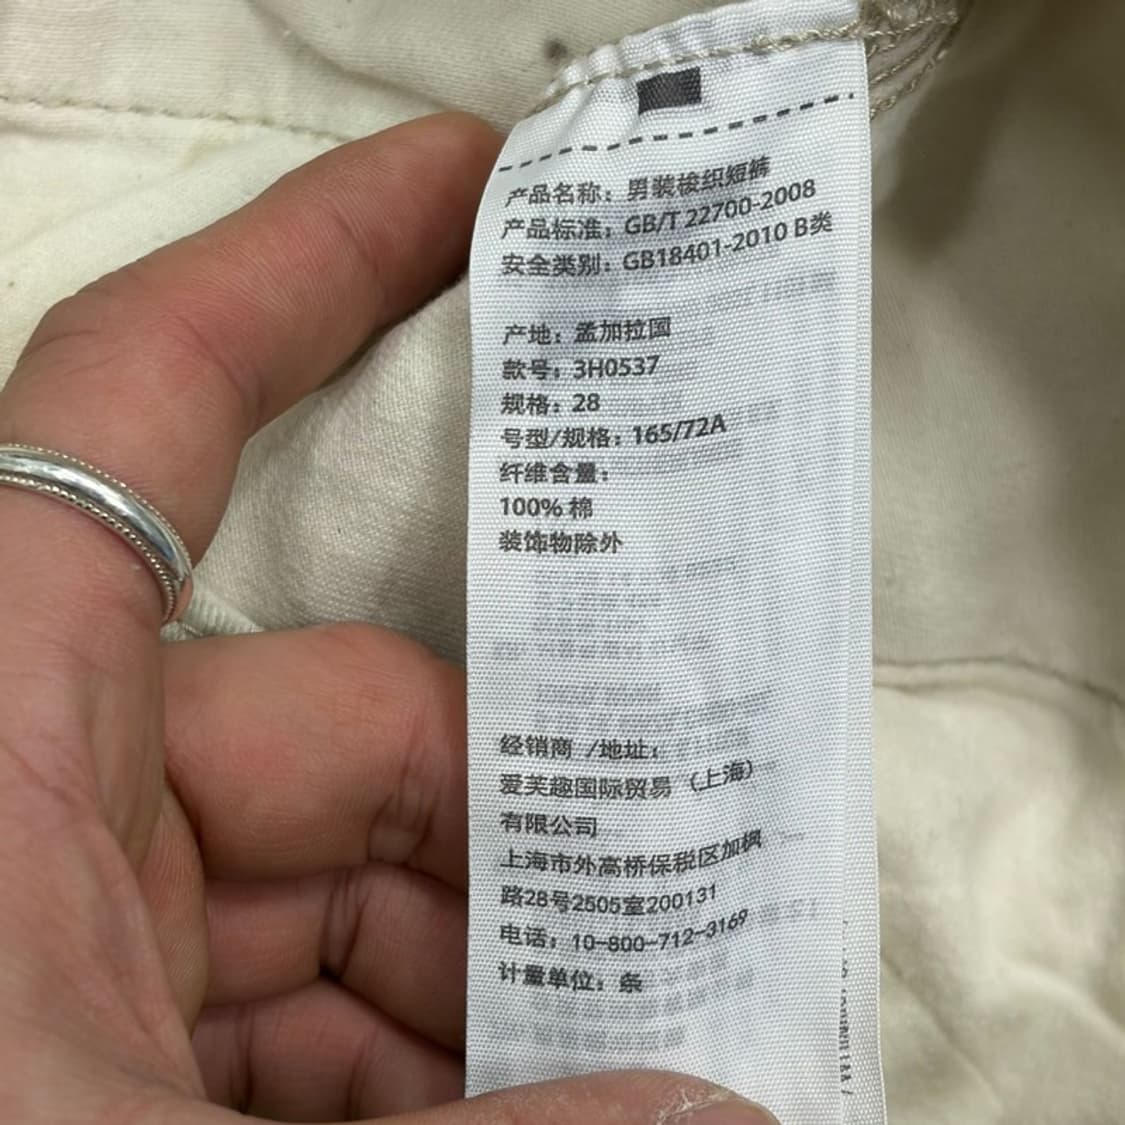 产品名称：男装梭织短裤
产品标准：GB/T 22700-2008
安全类别：GB18401-2010 B类
产地：孟加拉国
款号：3H0537
规格：28
号型/规格：165/72A
纤维含量：
100% 棉
装饰物除外
经销商 /地址：
爱芙趣国际贸易（上海）
有限公司
上海市外高桥保税区加枫
路28号2505室200131
电话：10-800-712-3169
计量单位：条